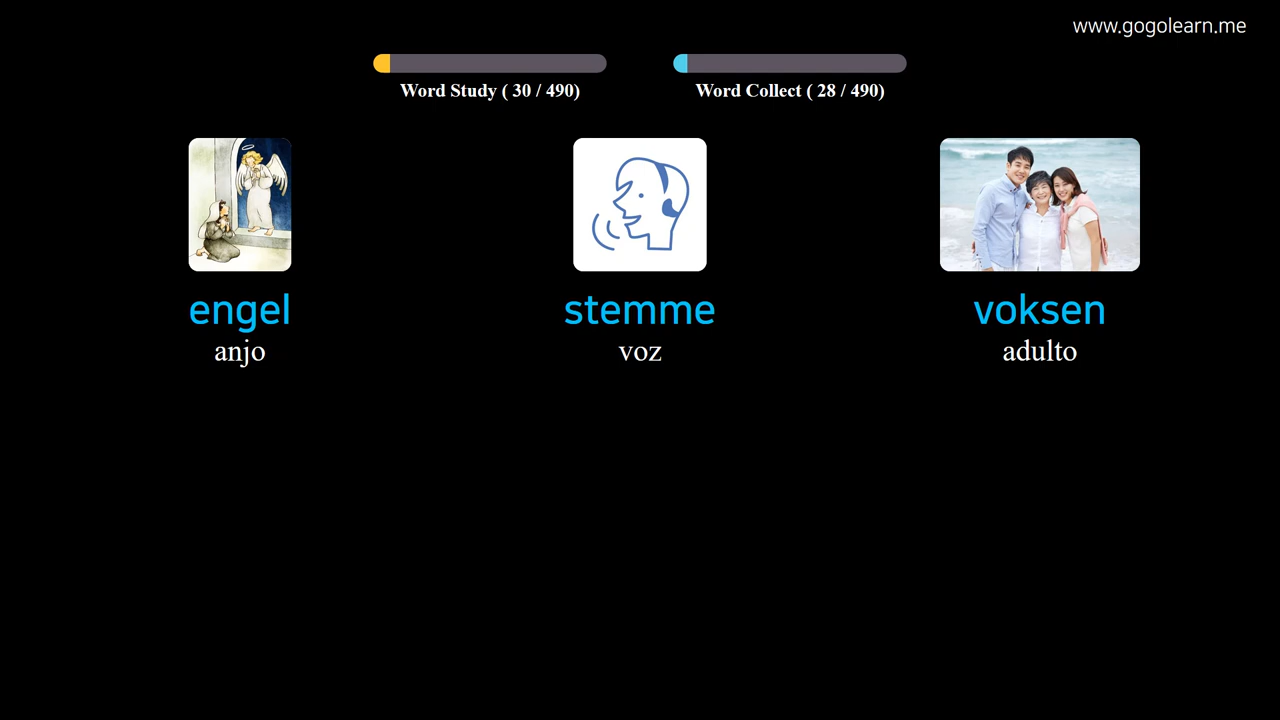 www.gogolearn.me
Word Study ( 30 / 490)
Word Collect ( 28 / 490)
engel
stemme
voksen
anjo
voz
adulto